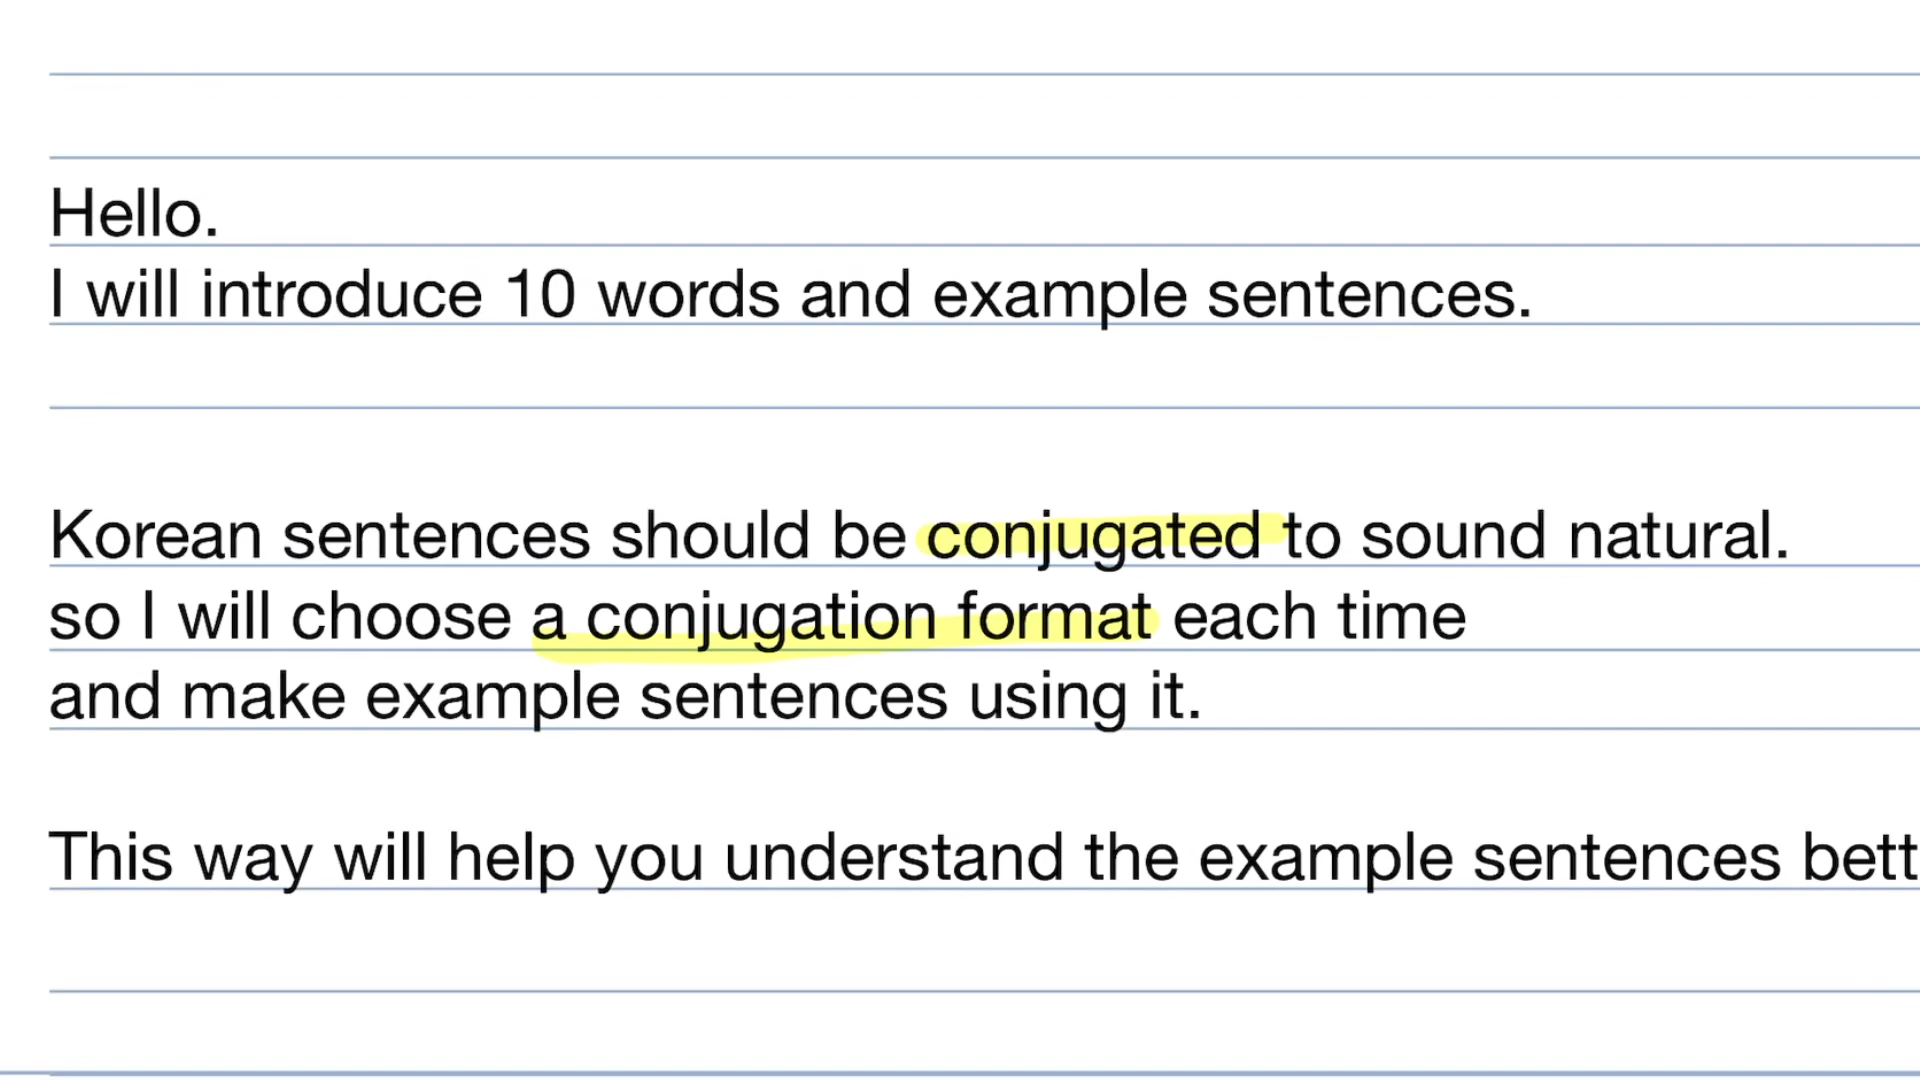 Hello.
I will introduce 10 words and example sentences.
Korean sentences should be conjugated to sound natural.
so I will choose a conjugation format each time
and make example sentences using it.
This way will help you understand the example sentences bett